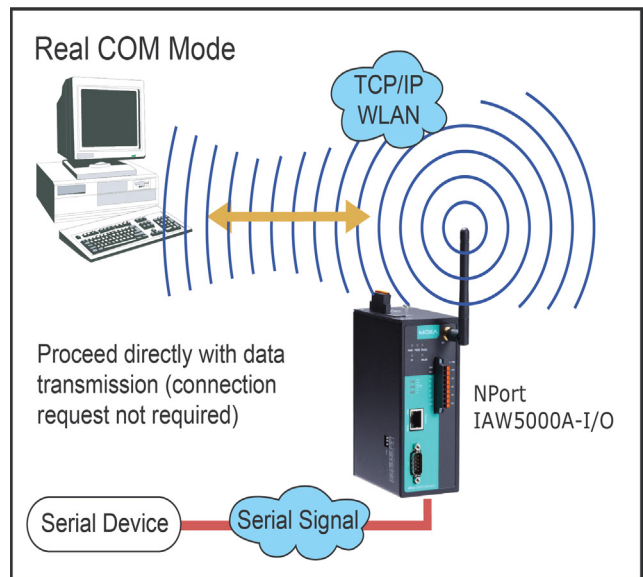 Real COM Mode
TCP/IP
WLAN
MOXA
Proceed directly with data
transmission (connection
request not required)
NPort
IAW5000A-I/O
Serial Device
Serial Signal